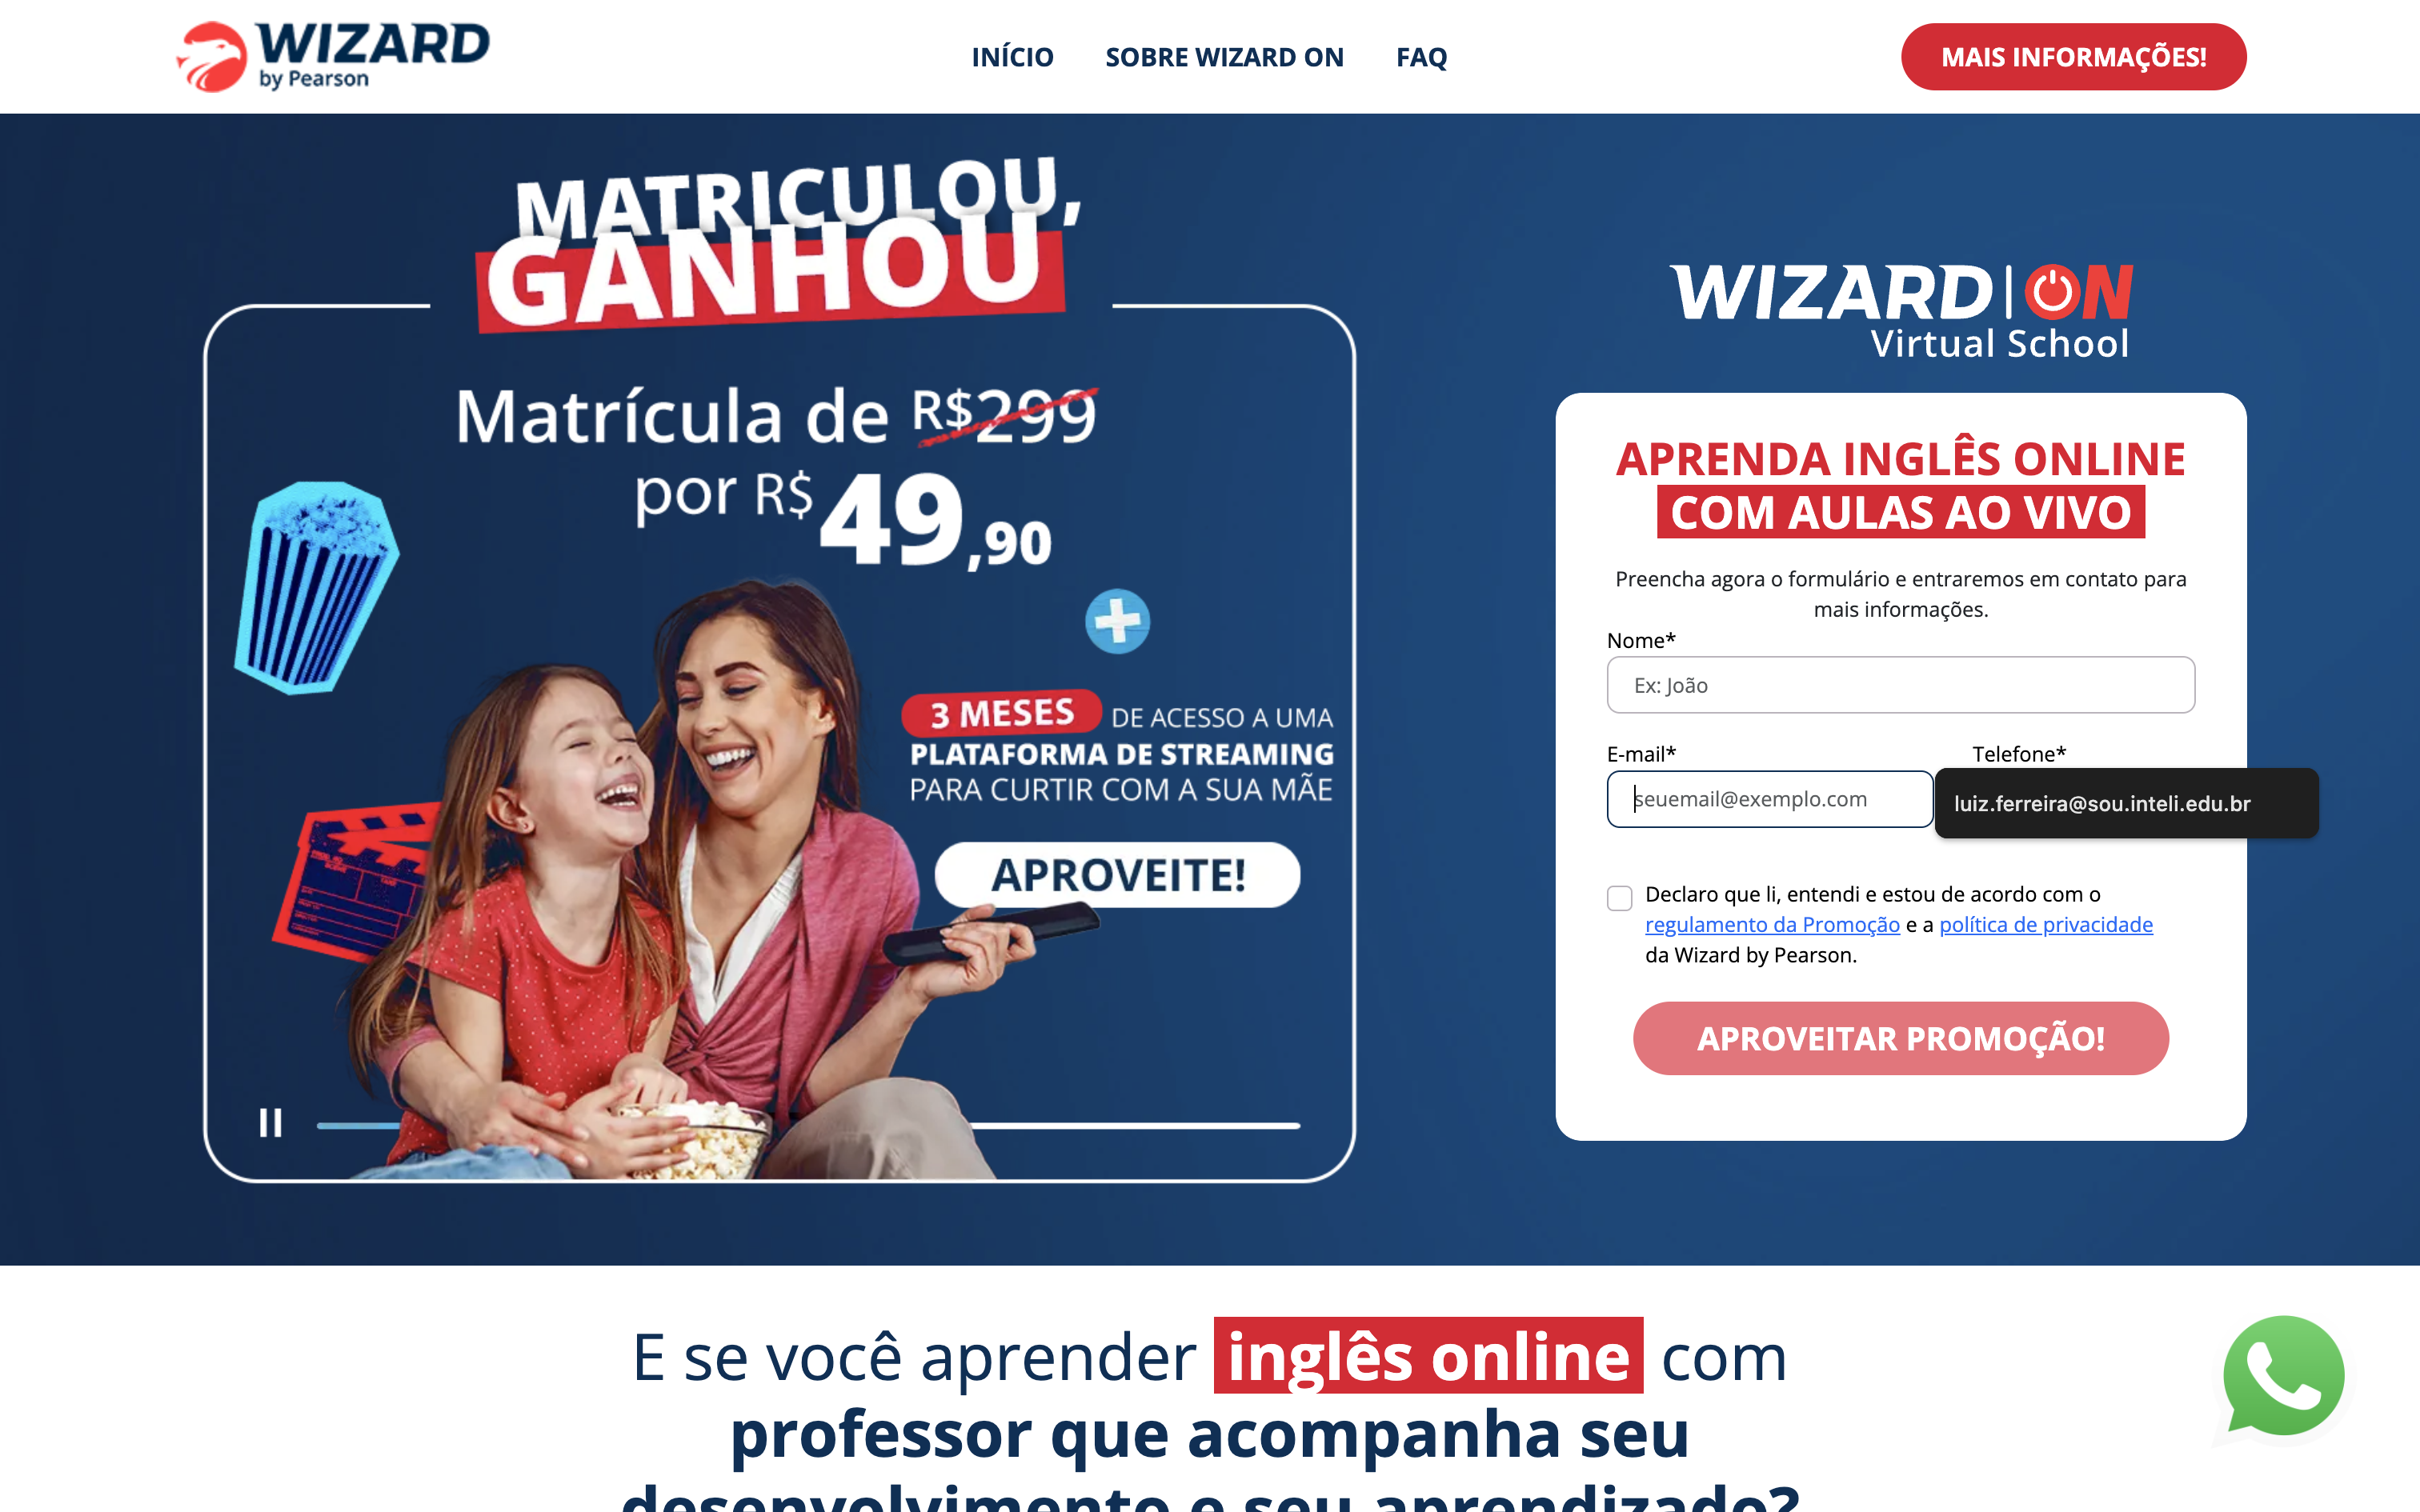 WIZARD
by Pearson
INÍCIO
SOBRE WIZARD ON
FAQ
MAIS INFORMAÇÕES!
MATRICULOU,
GANHOU
Matrícula de R$299
por R$ 49,90
3 MESES DE ACESSO A UMA
PLATAFORMA DE STREAMING
PARA CURTIR COM A SUA MÃE
APROVEITE!
WIZARD ON
Virtual School
APRENDA INGLÊS ONLINE
COM AULAS AO VIVO
Preencha agora o formulário e entraremos em contato para
mais informações.
Nome*
Ex: João
E-mail*
Telefone*
seuemail@exemplo.com
luiz.ferreira@sou.inteli.edu.br
Declaro que li, entendi e estou de acordo com o
regulamento da Promoção e a política de privacidade
da Wizard by Pearson.
APROVEITAR PROMOÇÃO!
E se você aprender inglês online com
professor que acompanha seu
desenvolvimento e seu aprendizado?